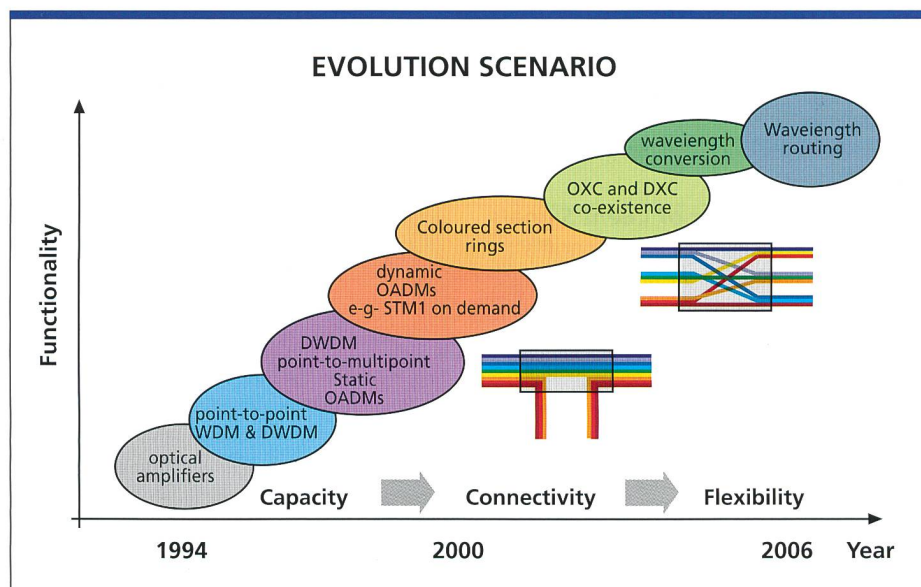 EVOLUTION SCENARIO
Functionality
Waveiength
routing
waveiength
conversion
OXC and DXC
co-existence
Coloured section
rings
dynamic
OADMs
e-g- STM1 on demand
DWDM
point-to-multipoint
Static
OADMs
point-to-point
WDM & DWDM
optical
amplifiers
Capacity
Connectivity
Flexibility
1994
2000
2006
Year